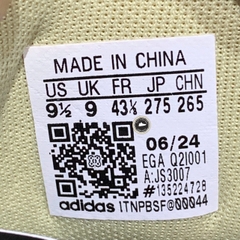 MADE IN CHINA
US UK FR JP CHN
9½ 9 43⅓ 275 265
06/24
EGA Q2I001
A:JS3007
#135224728
adidas ITNPBSF@00044